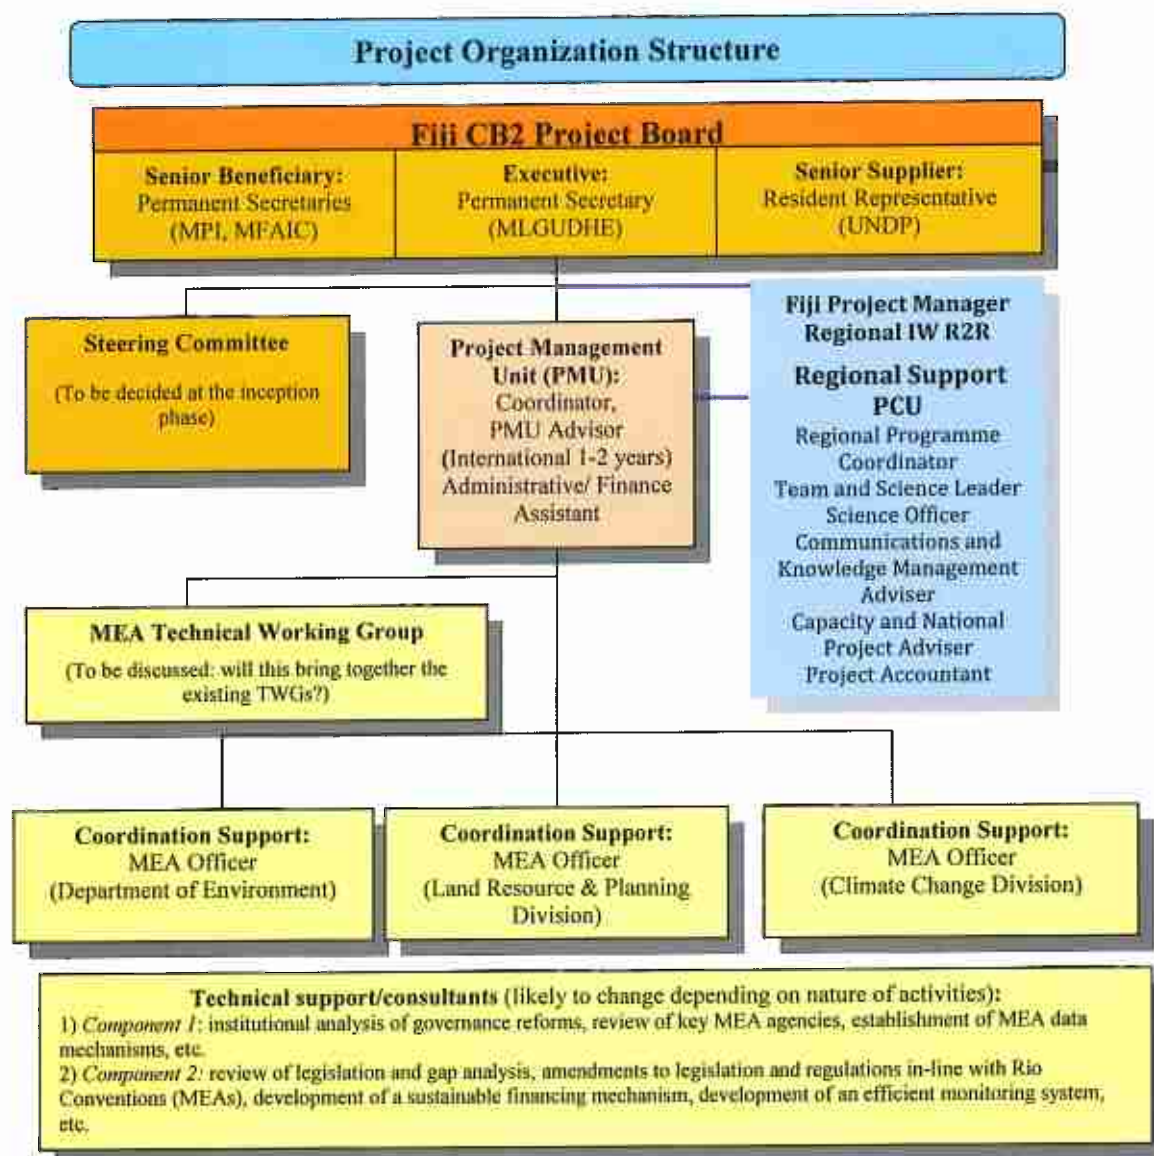 Project Organization Structure
Fiji CB2 Project Board
Senior Beneficiary:
Permanent Secretaries
(MPI, MFAIC)
Executive:
Permanent Secretary
(MLGUDHE)
Senior Supplier:
Resident Representative
(UNDP)
Steering Committee
(To be decided at the inception
phase)
Project Management
Unit (PMU):
Coordinator,
PMU Advisor
(International 1-2 years)
Administrative/ Finance
Assistant
Fiji Project Manager
Regional IW R2R
Regional Support
PCU
Regional Programme
Coordinator
Team and Science Leader
Science Officer
Communications and
Knowledge Management
Adviser
Capacity and National
Project Adviser
Project Accountant
MEA Technical Working Group
(To be discussed: will this bring together the
existing TWGs?)
Coordination Support:
MEA Officer
(Department of Environment)
Coordination Support:
MEA Officer
(Land Resource & Planning
Division)
Coordination Support:
MEA Officer
(Climate Change Division)
Technical support/consultants (likely to change depending on nature of activities):
1) Component 1: institutional analysis of governance reforms, review of key MEA agencies, establishment of MEA data
mechanisms, etc.
2) Component 2: review of legislation and gap analysis, amendments to legislation and regulations in-line with Rio
Conventions (MEAs), development of a sustainable financing mechanism, development of an efficient monitoring system,
etc.